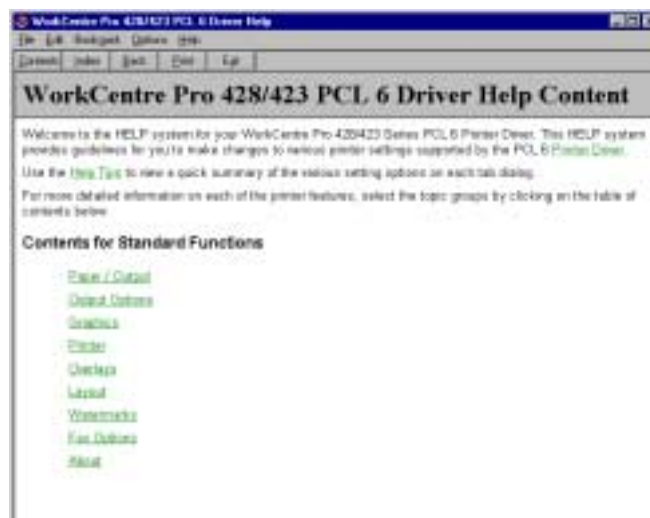 WorkCentre Pro 428/423 PCL 6 Driver Help
File Edit Bookmark Options Help
Contents Index Back Print Exit
WorkCentre Pro 428/423 PCL 6 Driver Help Content
Welcome to the HELP system for your WorkCentre Pro 428/423 Series PCL 6 Printer Driver. This HELP system
provides guidelines for you to make changes to various printer settings supported by the PCL 6 Printer Driver.
Use the Help Tips to view a quick summary of the various setting options on each tab dialog.
For more detailed information on each of the printer features, select the topic groups by clicking on the table of
contents below
Contents for Standard Functions
Paper / Output
Output Options
Graphics
Printer
Overlays
Layout
Watermarks
Fax Options
About